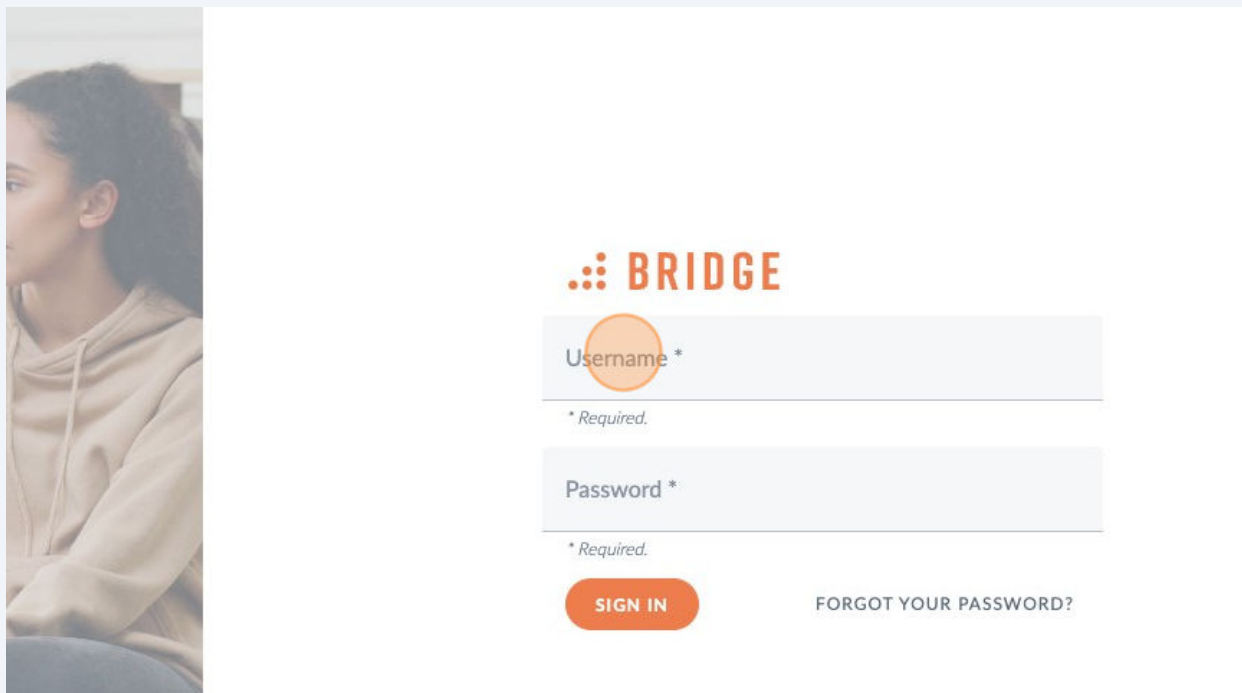 BRIDGE
Username *
* Required.
Password *
* Required.
SIGN IN
FORGOT YOUR PASSWORD?